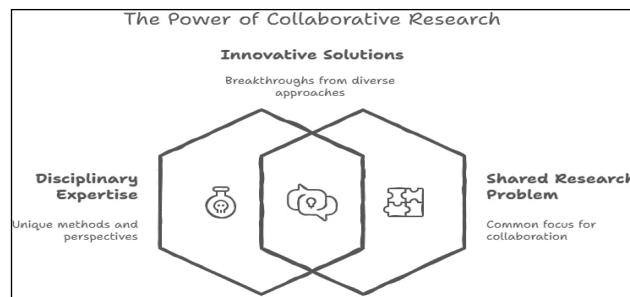 The Power of Collaborative Research
Innovative Solutions
Breakthroughs from diverse
approaches
Disciplinary
Expertise
Unique methods and
perspectives
Shared Research
Problem
Common focus for
collaboration